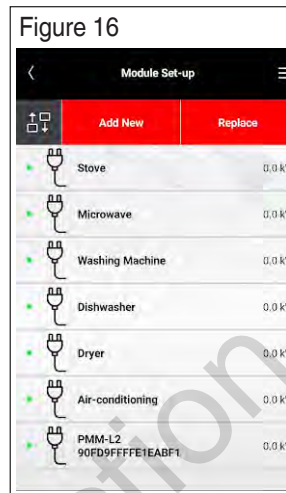 Figure 16
Module Set-up
Add New Replace
Stove 0.0 k
Microwave 0.0 k
Washing Machine 0.0 k
Dishwasher 0.0 k
Dryer 0.0 k
Air-conditioning 0.0 k
PMM-L2
90FD9FFFFE1EABF1 0.0 k